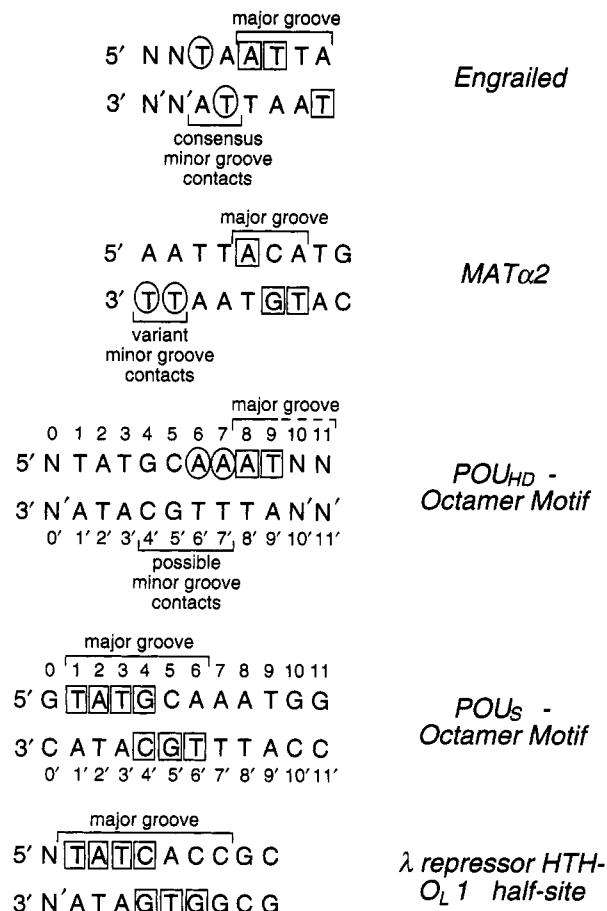 major groove
5′ N N T A A T T A
Engrailed
3′ N′N′A T T A A T
consensus
minor groove
contacts
major groove
5′ A A T T A C A T G
MATα2
3′ T T A A T G T A C
variant
minor groove
contacts
major groove
0 1 2 3 4 5 6 7 8 9 10 11
5′ N T A T G C A A A T N N
POU_HD -
Octamer Motif
3′ N′A T A C G T T T A N′N′
0′ 1′ 2′ 3′ 4′ 5′ 6′ 7′ 8′ 9′ 10′ 11′
possible
minor groove
contacts
major groove
0 1 2 3 4 5 6 7 8 9 10 11
5′ G T A T G C A A A T G G
POU_S -
Octamer Motif
3′ C A T A C G T T T A C C
0′ 1′ 2′ 3′ 4′ 5′ 6′ 7′ 8′ 9′ 10′ 11′
major groove
5′ N T A T C A C C G C
λ repressor HTH-
O_L 1 half-site
3′ N′A T A G T G G C G